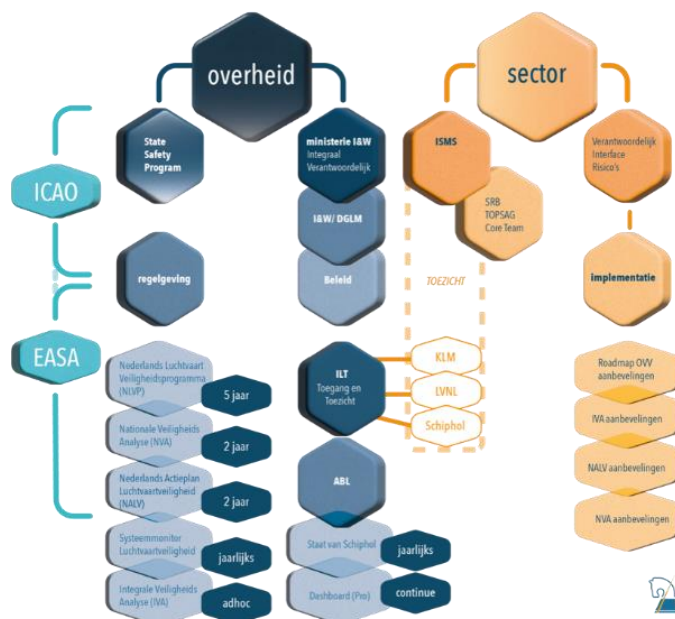 overheid
sector
State
Safety
Program
ministerie I&W
Integraal
Verantwoordelijk
ISMS
Verantwoordelijk
Interface
Risico's
ICAO
SRB
TOPSAG
Core Team
I&W/ DGLM
regelgeving
Beleid
TOEZICHT
implementatie
EASA
Nederlands Luchtvaart
Veiligheidsprogramma
(NLVP)
5 jaar
ILT
Toegang en
Toezicht
KLM
LVNL
Schiphol
Roadmap OVV
aanbevelingen
Nationale Veiligheids
Analyse (NVA)
2 jaar
IVA aanbevelingen
Nederlands Actieplan
Luchtvaartveiligheid
(NALV)
2 jaar
ABL
NALV aanbevelingen
Systeemmonitor
Luchtvaartveiligheid
jaarlijks
Staat van Schiphol
jaarlijks
NVA aanbevelingen
Integrale Veiligheids
Analyse (IVA)
adhoc
Dashboard (Pro)
continue